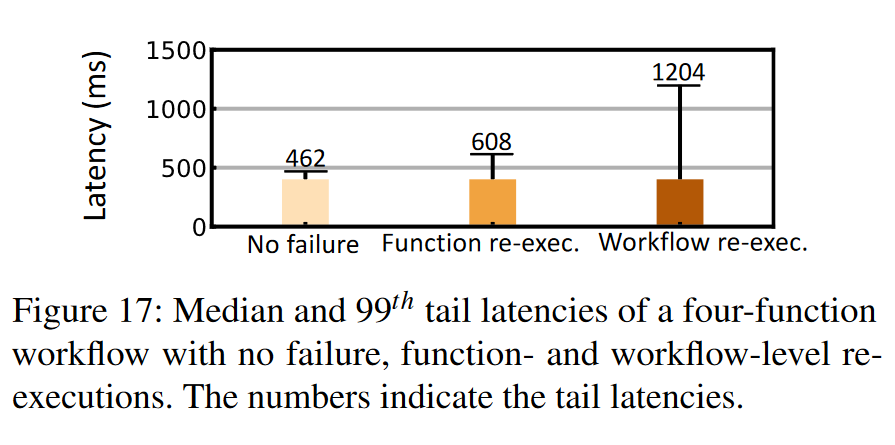 1500
1000
500
0
Latency (ms)
462
608
1204
No failure
Function re-exec.
Workflow re-exec.
Figure 17: Median and 99th tail latencies of a four-function
workflow with no failure, function- and workflow-level re-
executions. The numbers indicate the tail latencies.